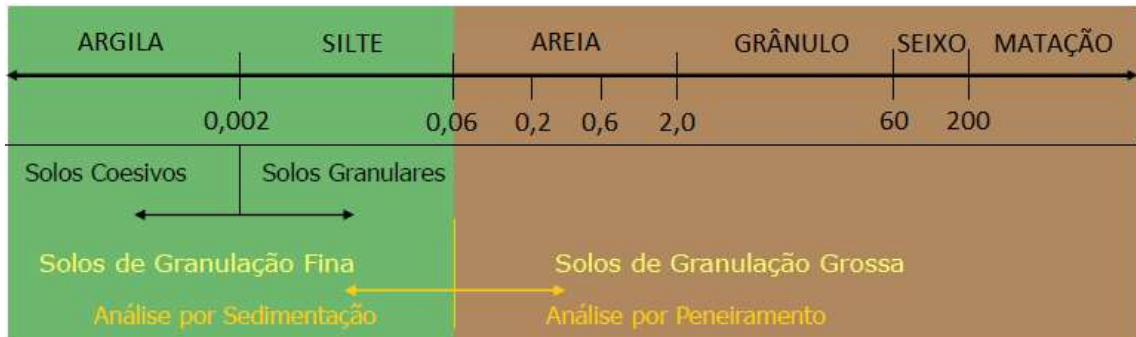 ARGILA SILTE AREIA GRÂNULO SEIXO MATAÇÃO
0,002 0,06 0,2 0,6 2,0 60 200
Solos Coesivos Solos Granulares
Solos de Granulação Fina Solos de Granulação Grossa
Análise por Sedimentação Análise por Peneiramento